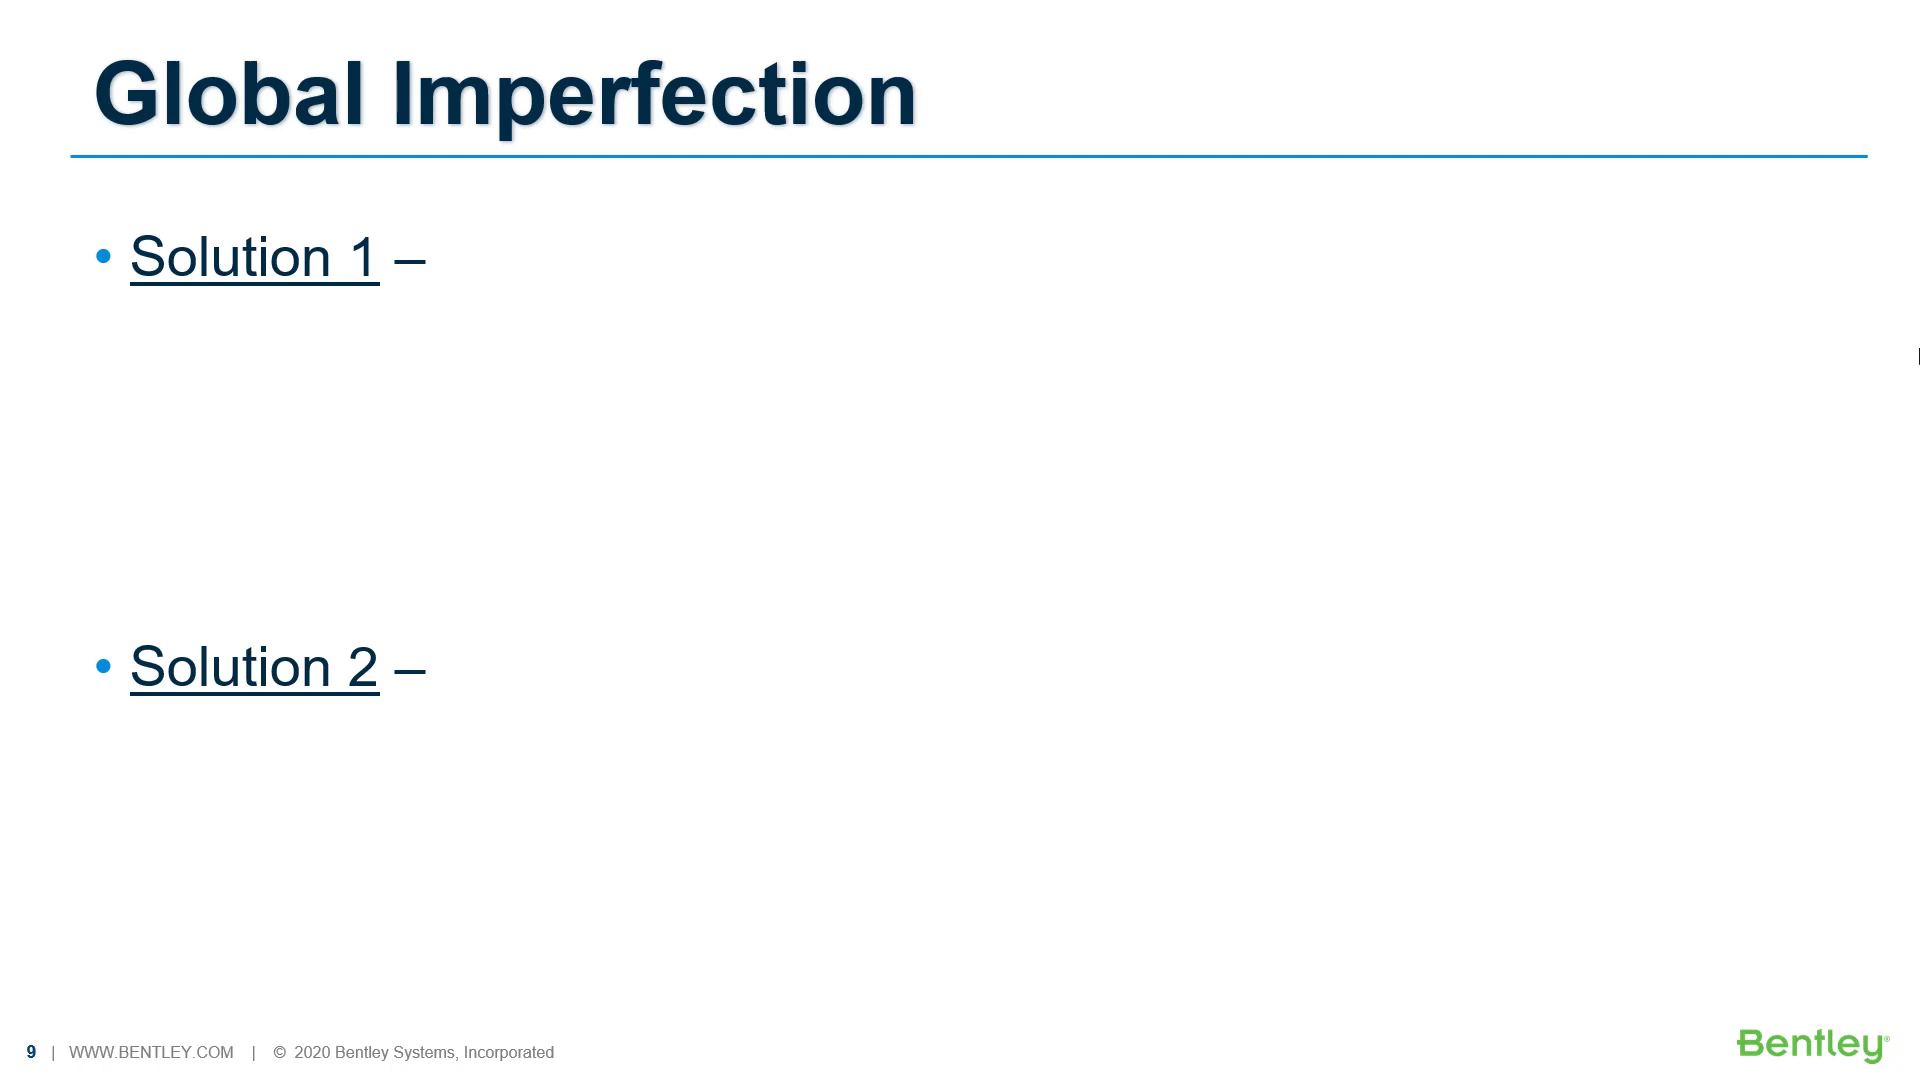 Global Imperfection
• Solution 1 –
• Solution 2 –
9 | WWW.BENTLEY.COM | © 2020 Bentley Systems, Incorporated
Bentley®